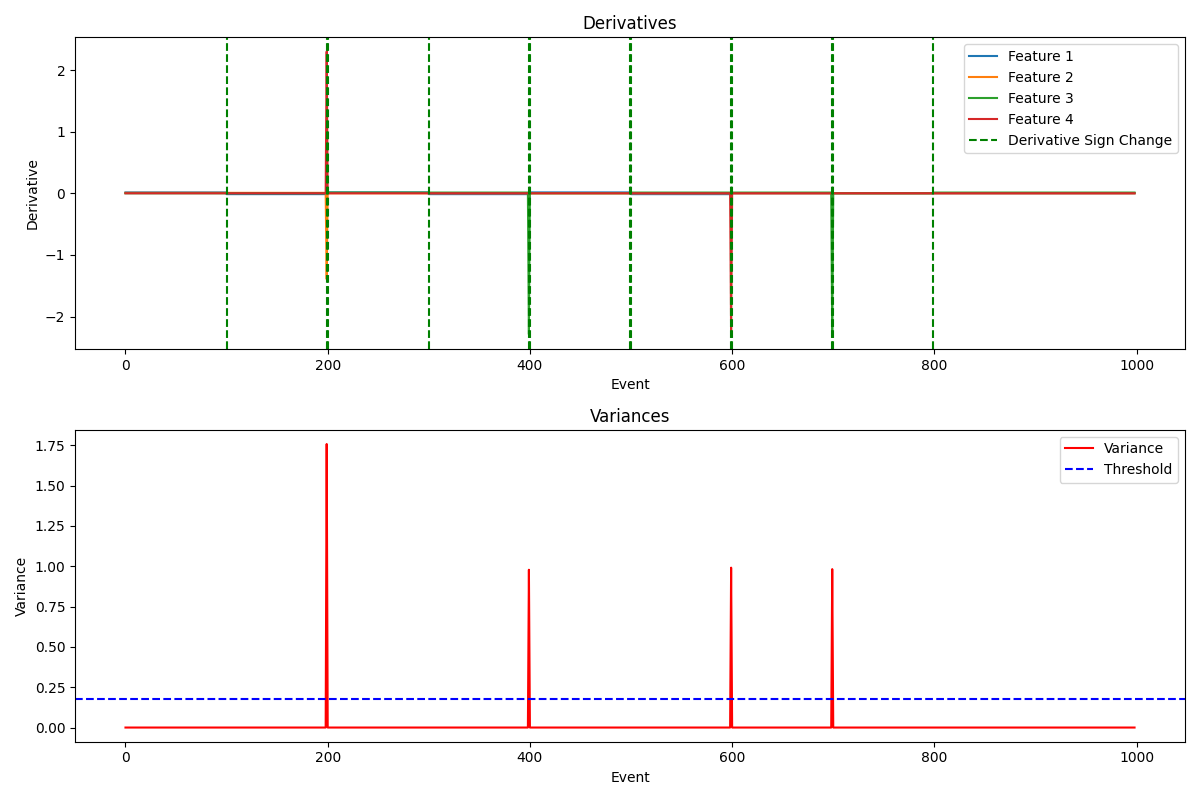 Derivatives
2
1
0
−1
−2
Derivative
Feature 1
Feature 2
Feature 3
Feature 4
Derivative Sign Change
0 200 400 600 800 1000
Event
Variances
1.75
1.50
1.25
1.00
0.75
0.50
0.25
0.00
Variance
Variance
Threshold
0 200 400 600 800 1000
Event